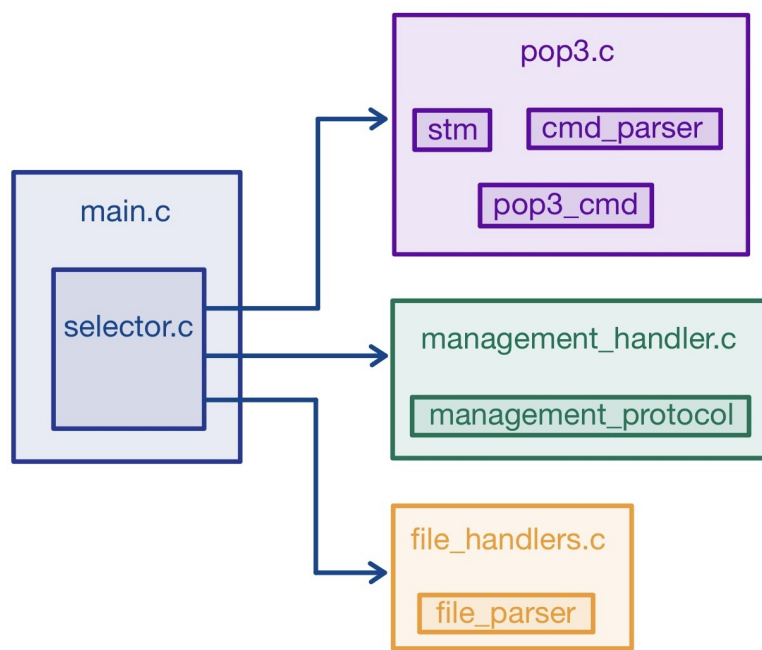 pop3.c
stm
cmd_parser
pop3_cmd
main.c
selector.c
management_handler.c
management_protocol
file_handlers.c
file_parser